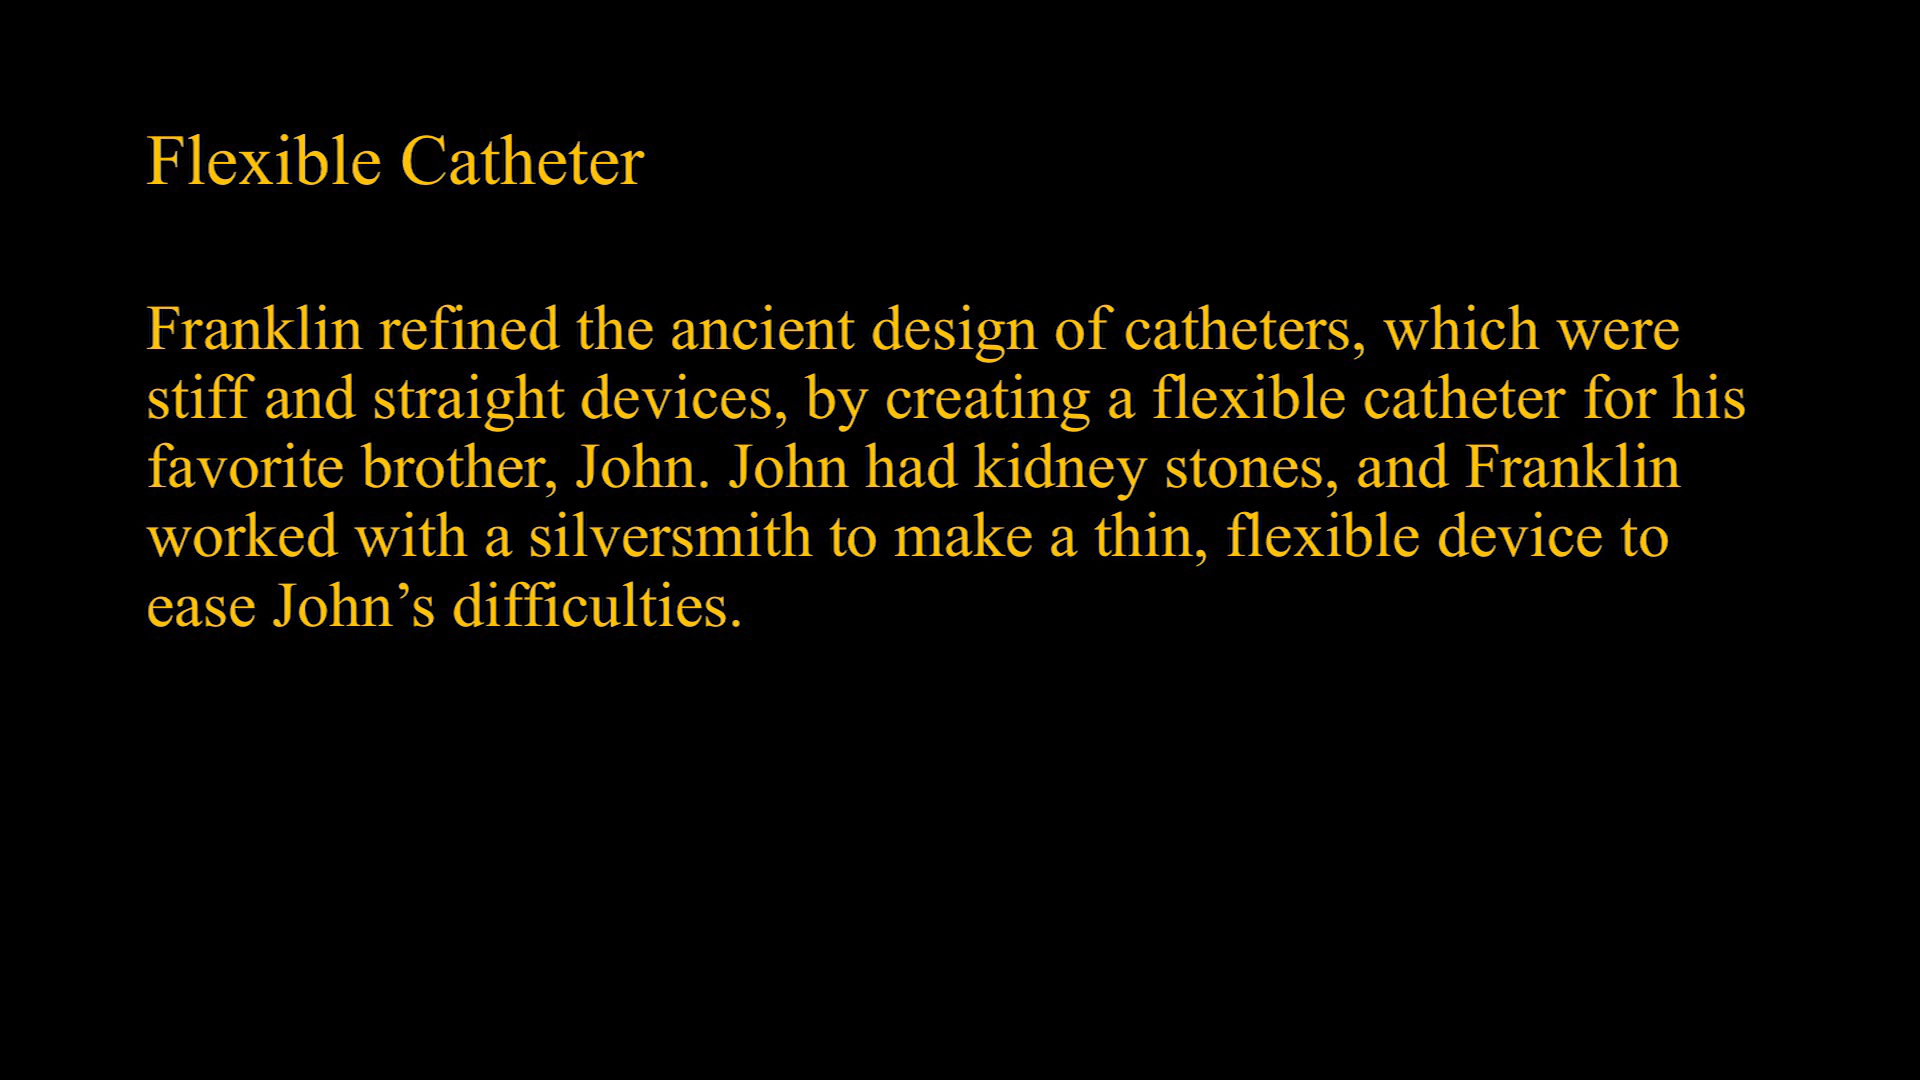 Flexible Catheter
Franklin refined the ancient design of catheters, which were
stiff and straight devices, by creating a flexible catheter for his
favorite brother, John. John had kidney stones, and Franklin
worked with a silversmith to make a thin, flexible device to
ease John’s difficulties.